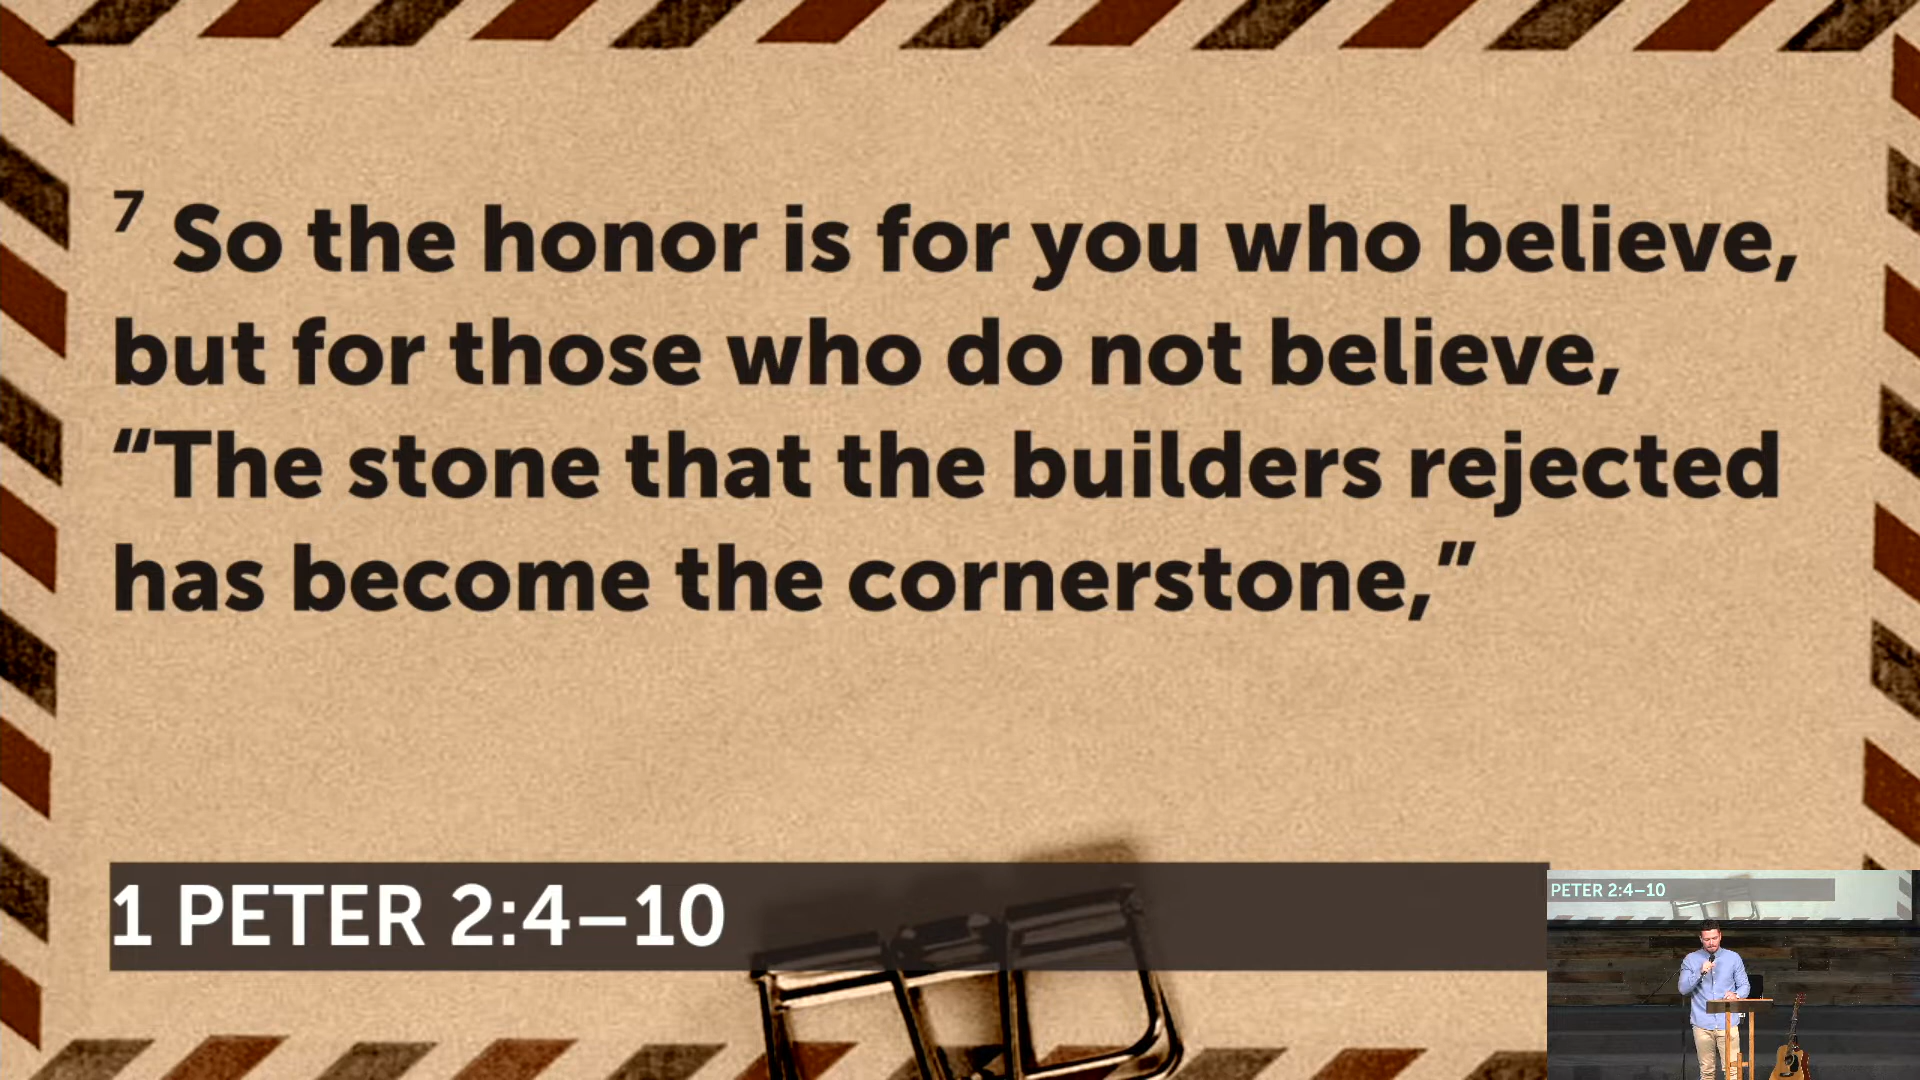 7 So the honor is for you who believe,
but for those who do not believe,
“The stone that the builders rejected
has become the cornerstone,”
1 PETER 2:4–10
PETER 2:4–10